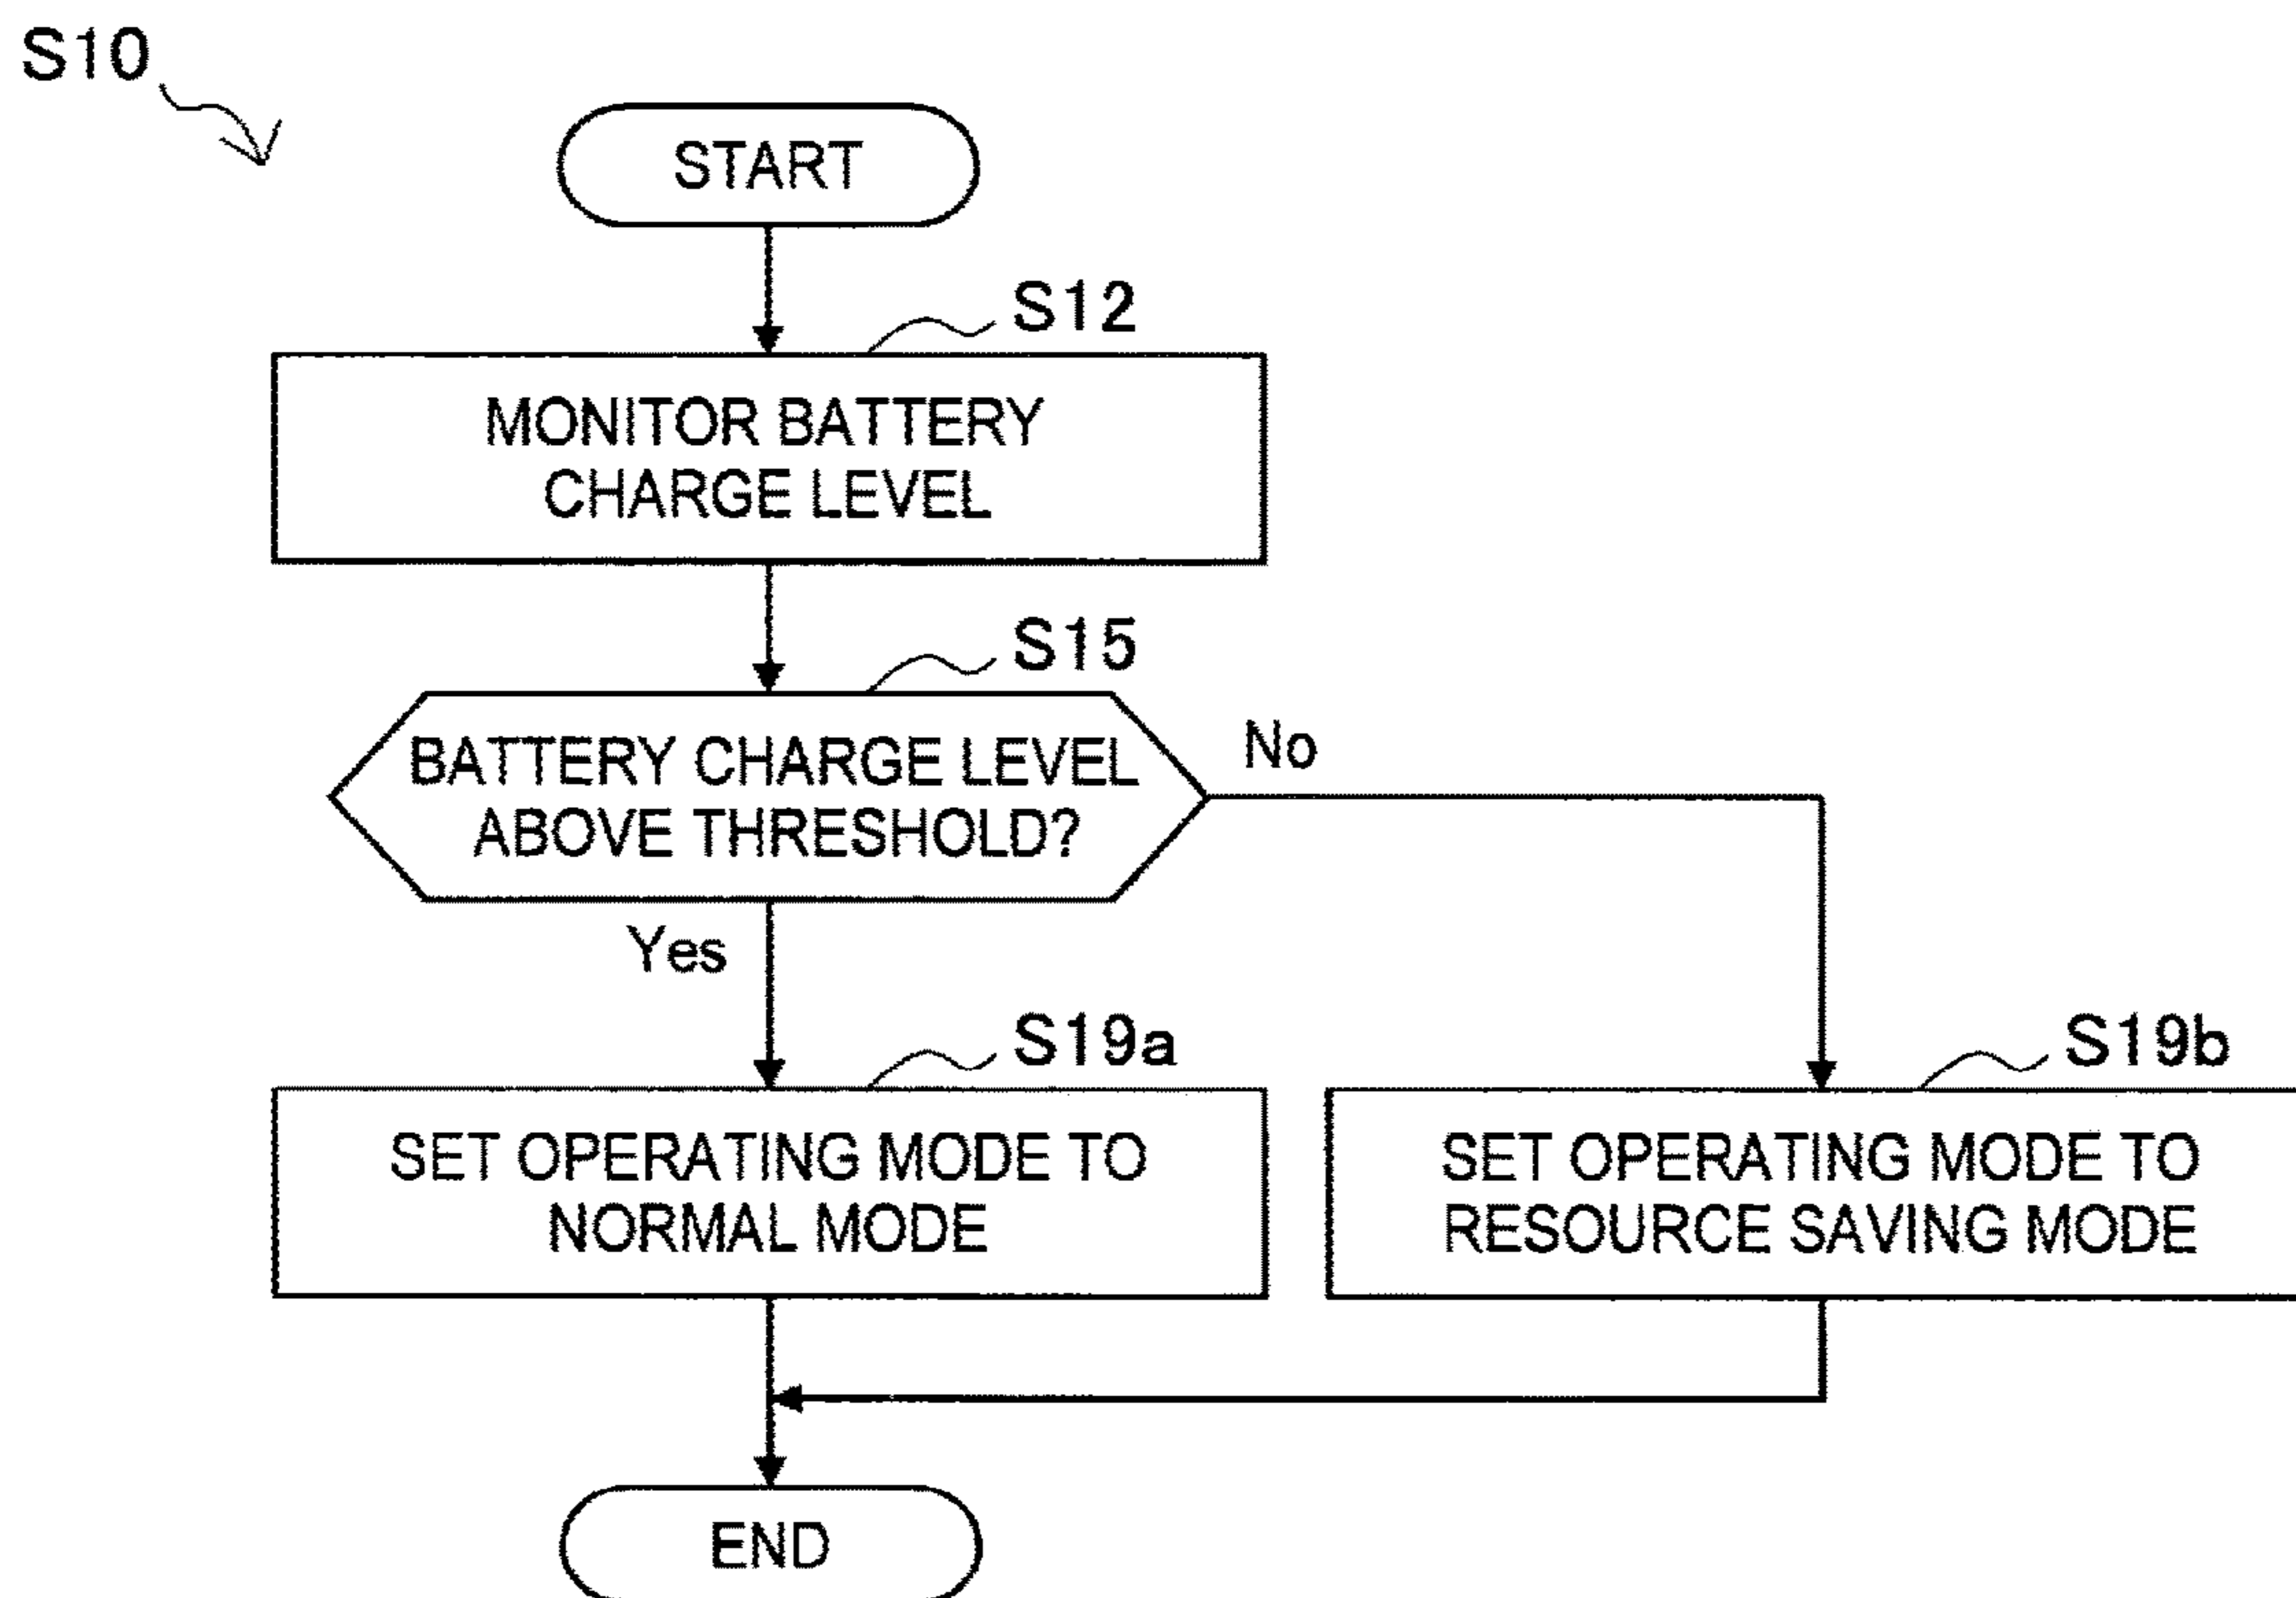 S10
START
S12
MONITOR BATTERY
CHARGE LEVEL
S15
BATTERY CHARGE LEVEL
ABOVE THRESHOLD?
No
Yes
S19a
SET OPERATING MODE TO
NORMAL MODE
S19b
SET OPERATING MODE TO
RESOURCE SAVING MODE
END